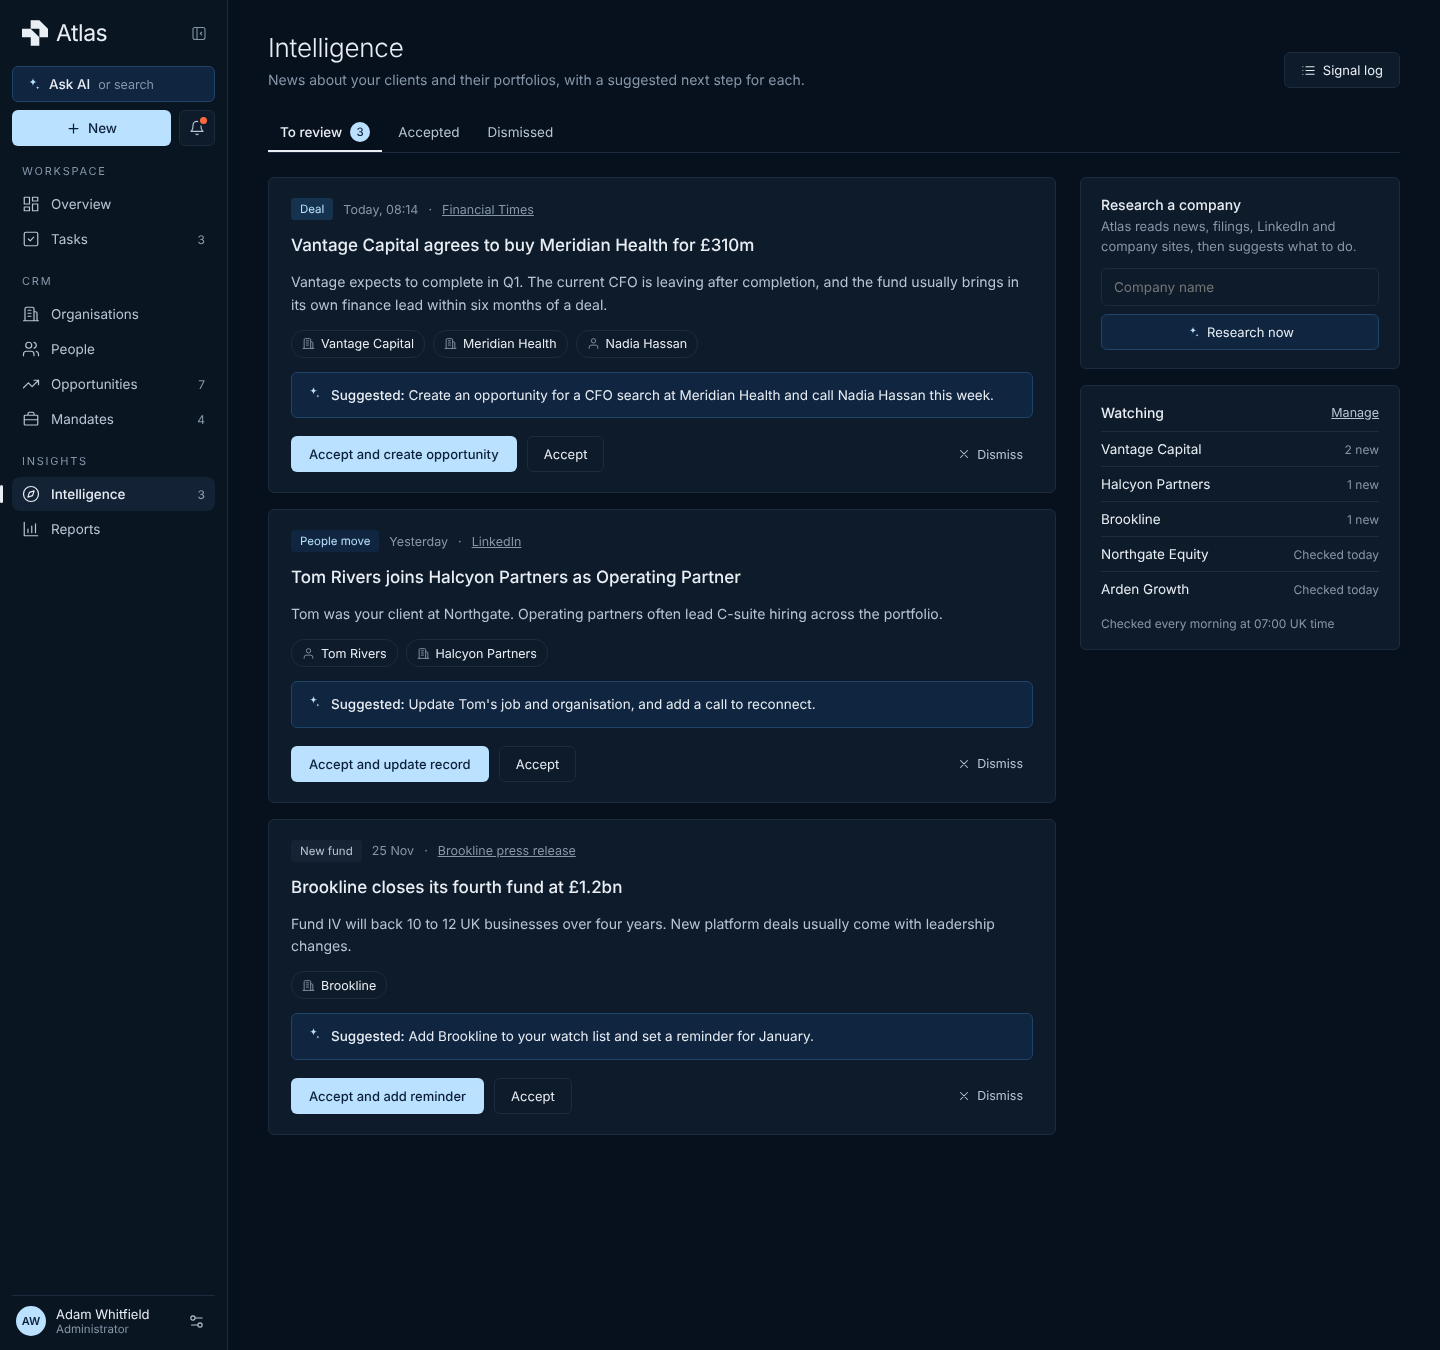 Atlas
Ask AI or search
New
WORKSPACE
Overview
Tasks 3
CRM
Organisations
People
Opportunities 7
Mandates 4
INSIGHTS
Intelligence 3
Reports
AW
Adam Whitfield
Administrator
Intelligence
News about your clients and their portfolios, with a suggested next step for each.
Signal log
To review 3 Accepted Dismissed
Deal Today, 08:14 · Financial Times
Vantage Capital agrees to buy Meridian Health for £310m
Vantage expects to complete in Q1. The current CFO is leaving after completion, and the fund usually brings in
its own finance lead within six months of a deal.
Vantage Capital Meridian Health Nadia Hassan
Suggested: Create an opportunity for a CFO search at Meridian Health and call Nadia Hassan this week.
Accept and create opportunity Accept Dismiss
People move Yesterday · LinkedIn
Tom Rivers joins Halcyon Partners as Operating Partner
Tom was your client at Northgate. Operating partners often lead C-suite hiring across the portfolio.
Tom Rivers Halcyon Partners
Suggested: Update Tom's job and organisation, and add a call to reconnect.
Accept and update record Accept Dismiss
New fund 25 Nov · Brookline press release
Brookline closes its fourth fund at £1.2bn
Fund IV will back 10 to 12 UK businesses over four years. New platform deals usually come with leadership
changes.
Brookline
Suggested: Add Brookline to your watch list and set a reminder for January.
Accept and add reminder Accept Dismiss
Research a company
Atlas reads news, filings, LinkedIn and
company sites, then suggests what to do.
Company name
Research now
Watching Manage
Vantage Capital 2 new
Halcyon Partners 1 new
Brookline 1 new
Northgate Equity Checked today
Arden Growth Checked today
Checked every morning at 07:00 UK time